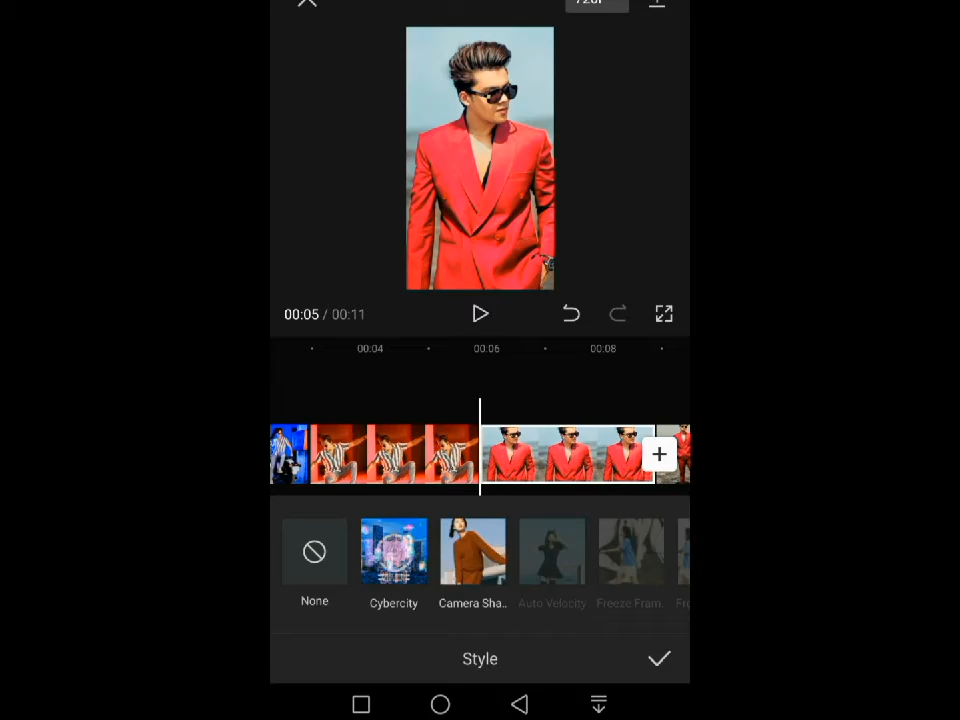 720P
00:05 / 00:11
00:04 00:06 00:08
None Cybercity Camera Sha.. Auto Velocity Freeze Fram.
Style